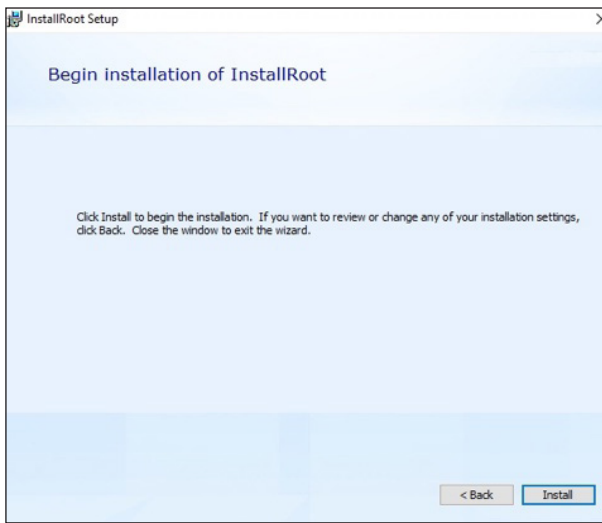 InstallRoot Setup
Begin installation of InstallRoot
Click Install to begin the installation. If you want to review or change any of your installation settings,
click Back. Close the window to exit the wizard.
< Back
Install